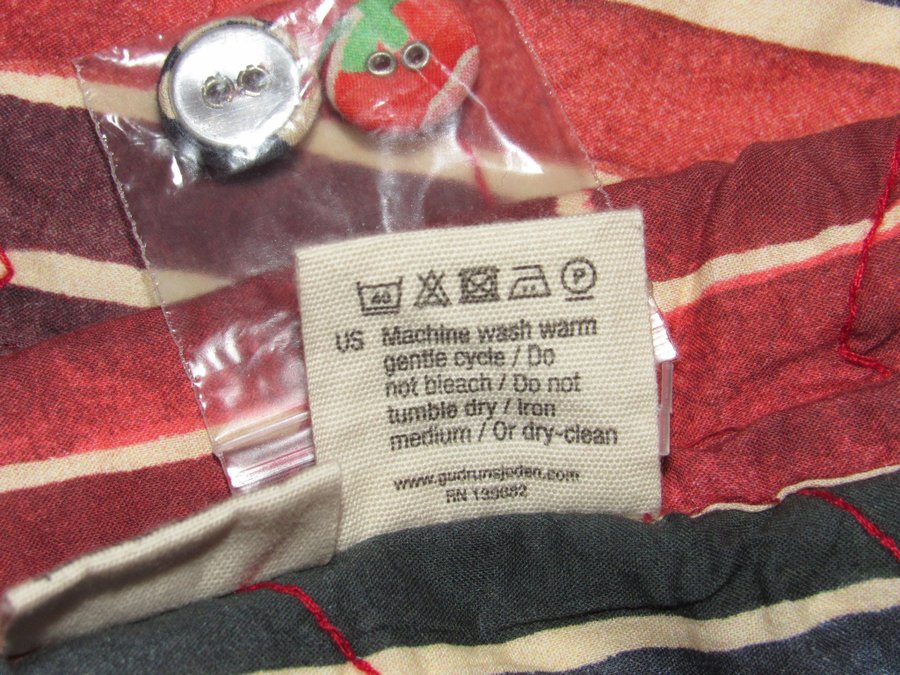 40
P
US Machine wash warm
gentle cycle / Do
not bleach / Do not
tumble dry / Iron
medium / Or dry-clean
www.gudrunsjoden.com
RN 139682